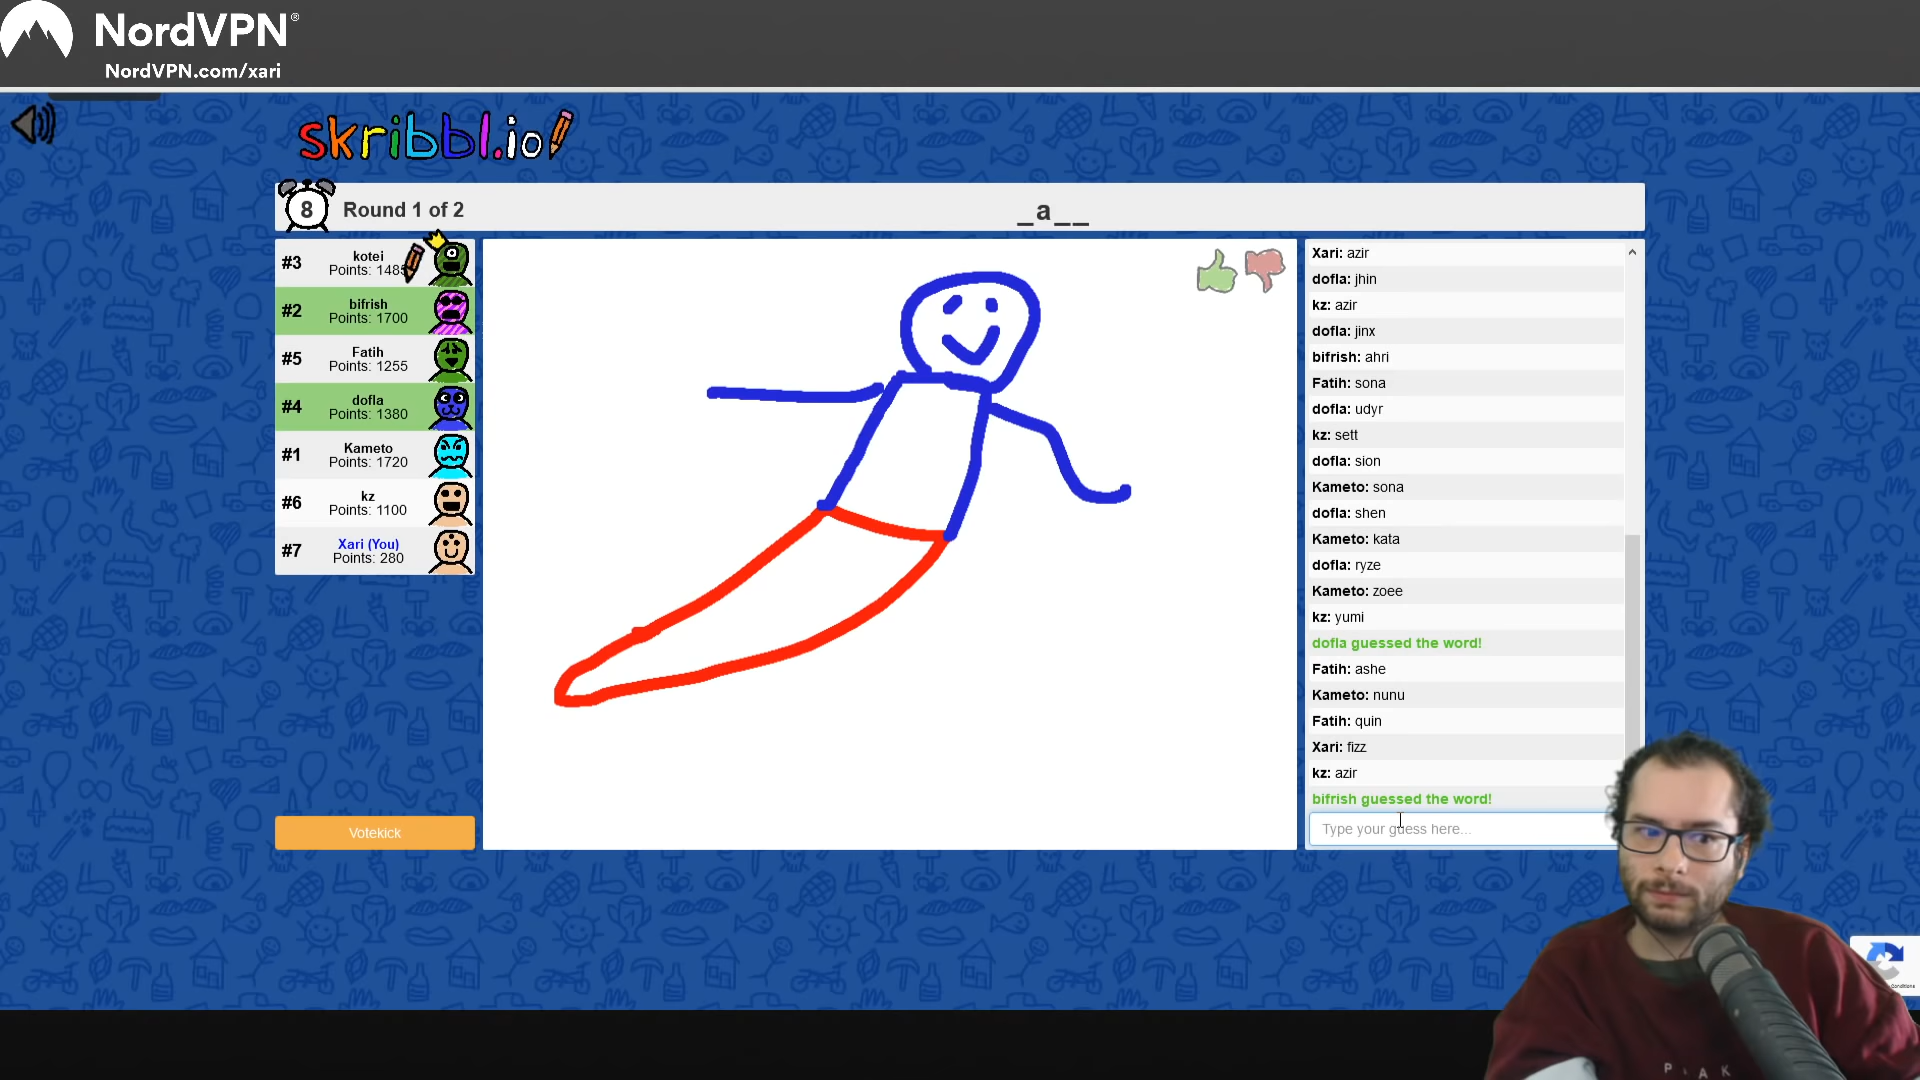 NordVPN®
NordVPN.com/xari
skribbl.io
8
Round 1 of 2
_a__
#3
kotei
Points: 1485
#2
bifrish
Points: 1700
#5
Fatih
Points: 1255
#4
dofla
Points: 1380
#1
Kameto
Points: 1720
#6
kz
Points: 1100
#7
Xari (You)
Points: 280
Votekick
Xari: azir
dofla: jhin
kz: azir
dofla: jinx
bifrish: ahri
Fatih: sona
dofla: udyr
kz: sett
dofla: sion
Kameto: sona
dofla: shen
Kameto: kata
dofla: ryze
Kameto: zoee
kz: yumi
dofla guessed the word!
Fatih: ashe
Kameto: nunu
Fatih: quin
Xari: fizz
kz: azir
bifrish guessed the word!
Type your guess here...